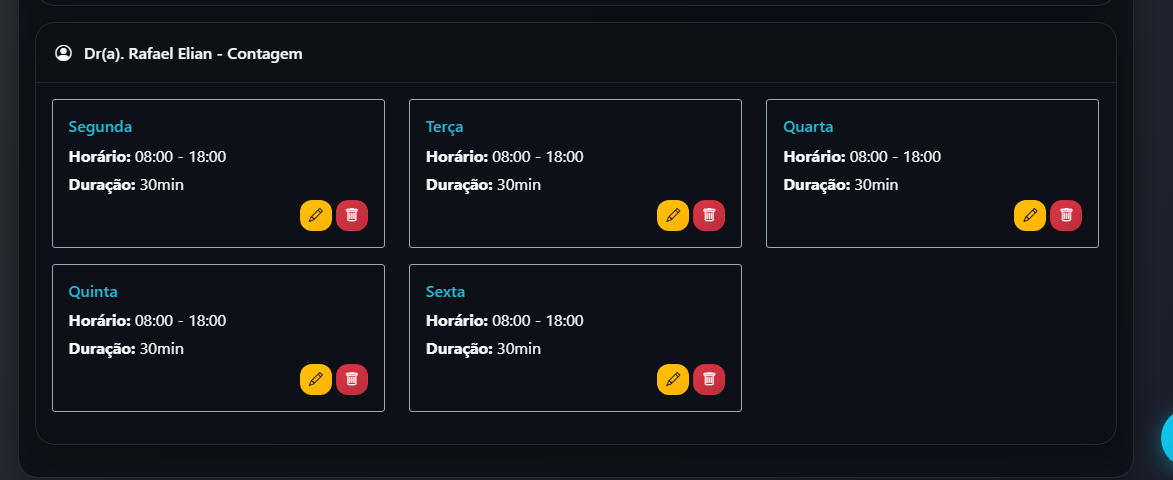 Dr(a). Rafael Elian - Contagem
Segunda
Horário: 08:00 - 18:00
Duração: 30min
Terça
Horário: 08:00 - 18:00
Duração: 30min
Quarta
Horário: 08:00 - 18:00
Duração: 30min
Quinta
Horário: 08:00 - 18:00
Duração: 30min
Sexta
Horário: 08:00 - 18:00
Duração: 30min